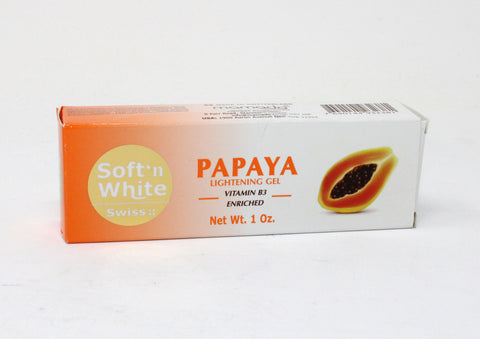 Soft'n
White
Swiss ::
PAPAYA
LIGHTENING GEL
VITAMIN B3
ENRICHED
Net Wt. 1 Oz.